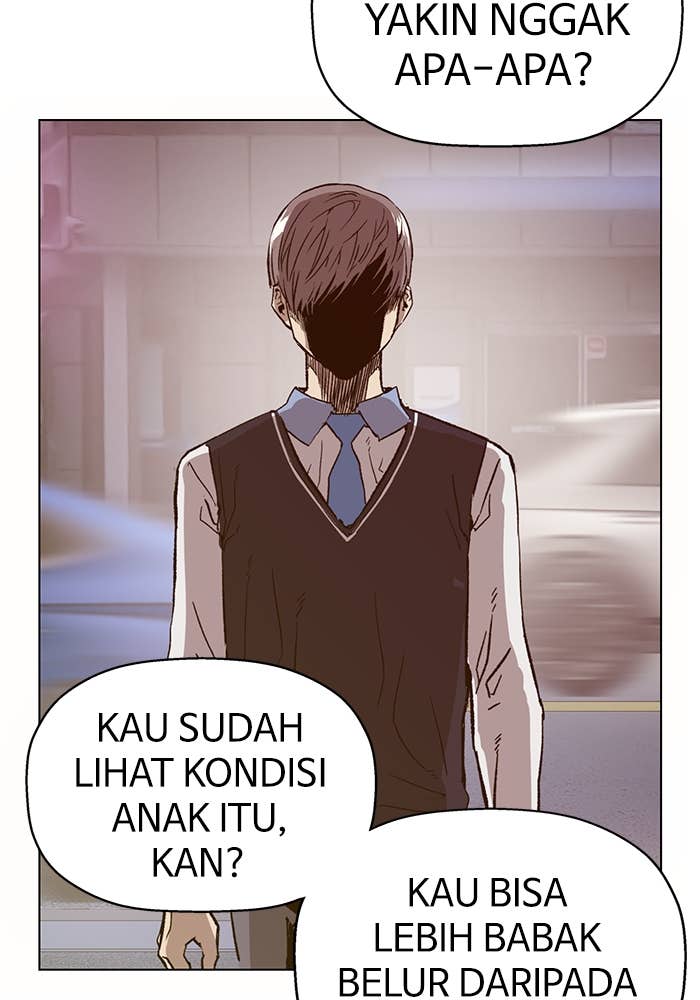 YAKIN NGGAK
APA-APA?
KAU SUDAH
LIHAT KONDISI
ANAK ITU,
KAN?
KAU BISA
LEBIH BABAK
BELUR DARIPADA